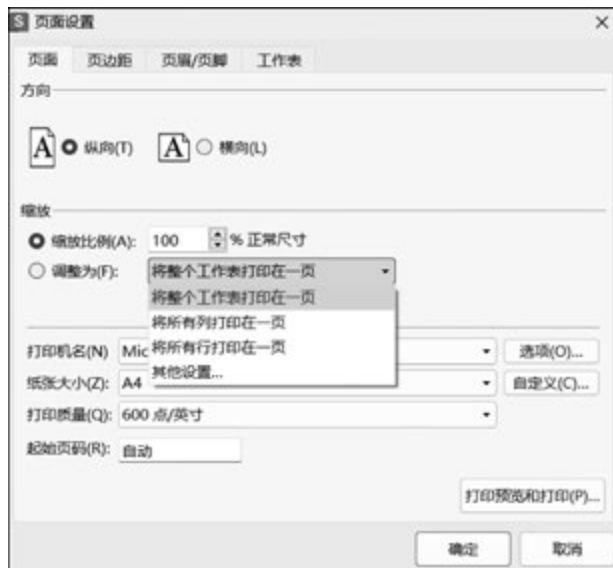 S 页面设置
页面 页边距 页眉/页脚 工作表
方向
A 纵向(T) A 横向(L)
缩放
缩放比例(A): 100 % 正常尺寸
调整为(F): 将整个工作表打印在一页
将整个工作表打印在一页
将所有列打印在一页
将所有行打印在一页
其他设置...
打印机名(N) Mic 选项(O)...
纸张大小(Z): A4 自定义(C)...
打印质量(Q): 600 点/英寸
起始页码(R): 自动
打印预览和打印(P)...
确定 取消